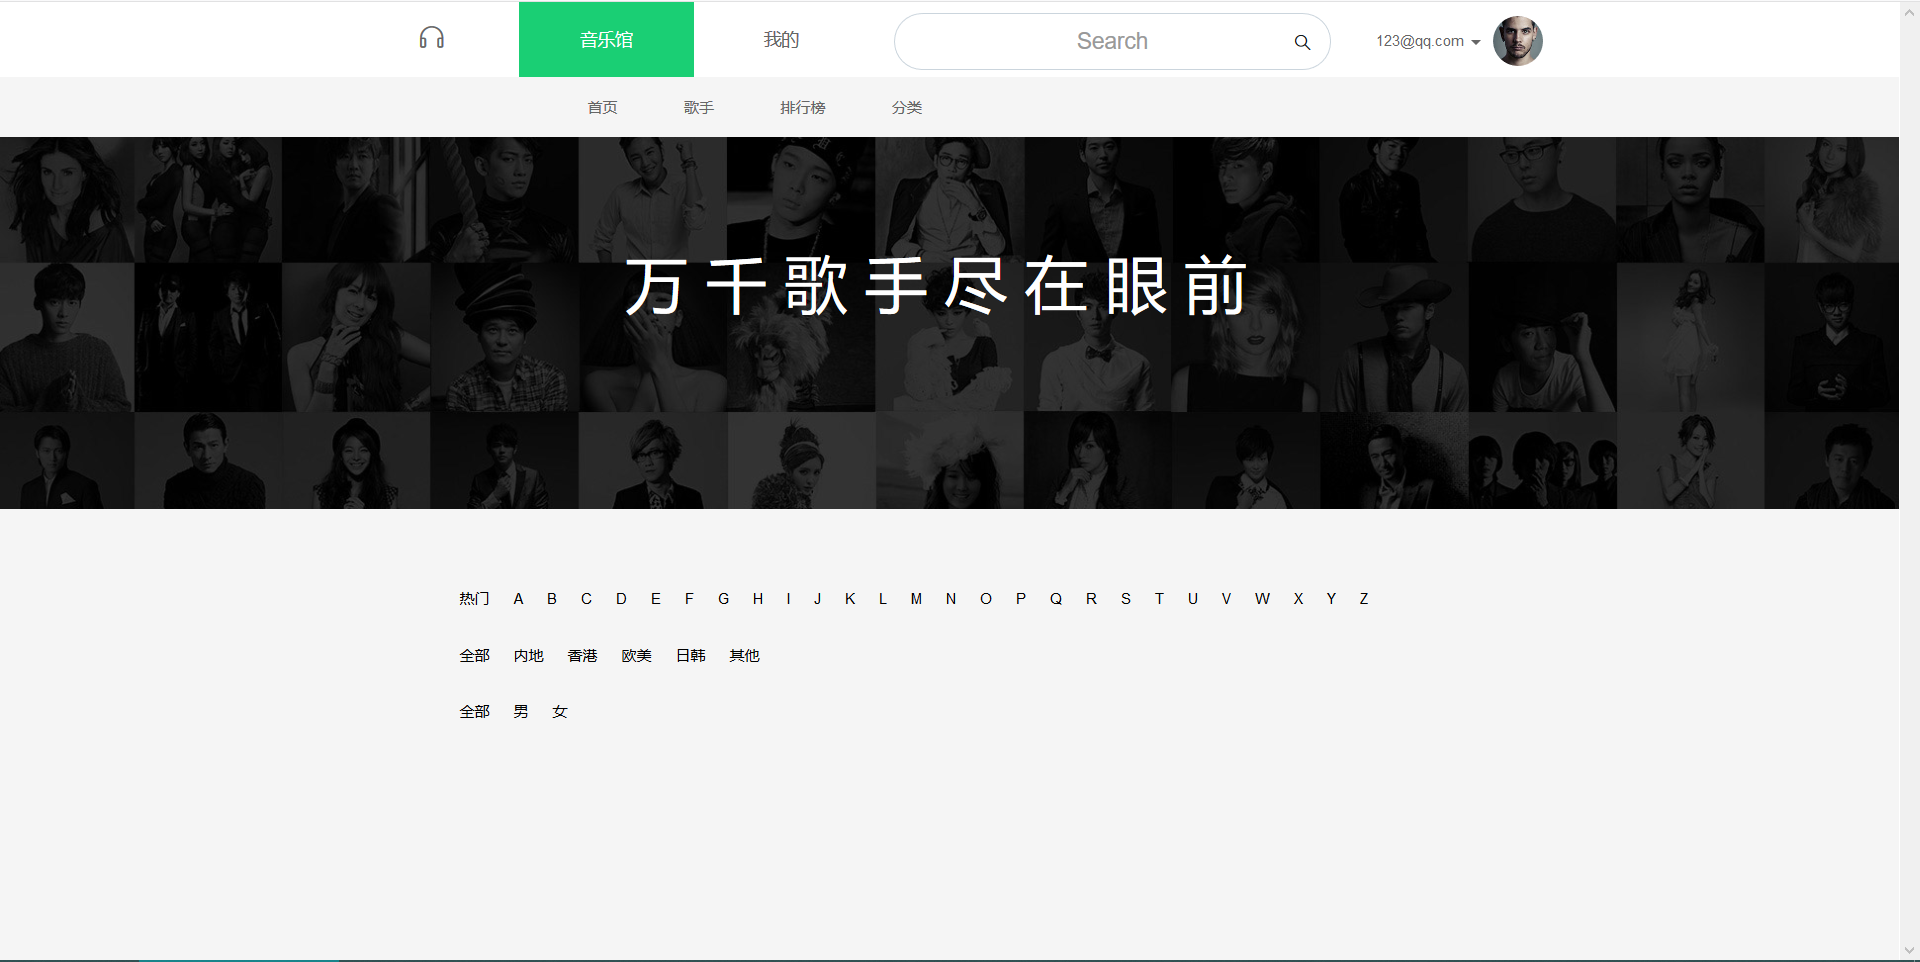 音乐馆 我的 Search 123@qq.com
首页 歌手 排行榜 分类
万千歌手尽在眼前
热门 A B C D E F G H I J K L M N O P Q R S T U V W X Y Z
全部 内地 香港 欧美 日韩 其他
全部 男 女